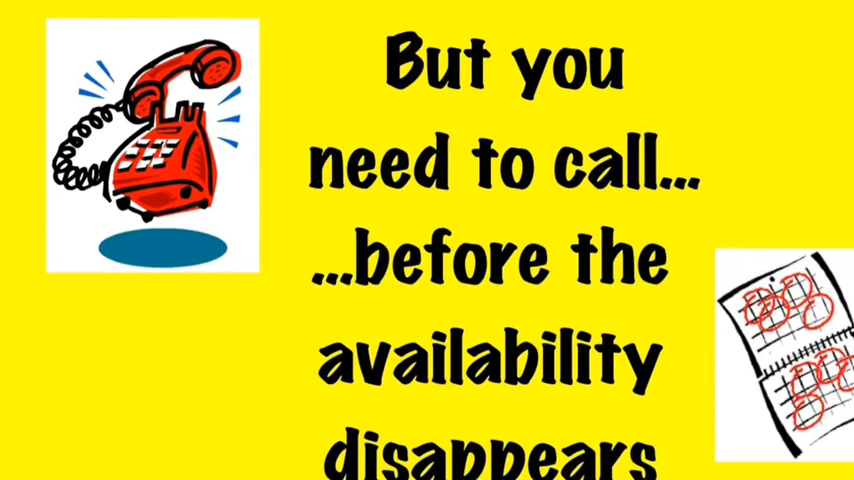 But you
need to call...
...before the
availability
disappears